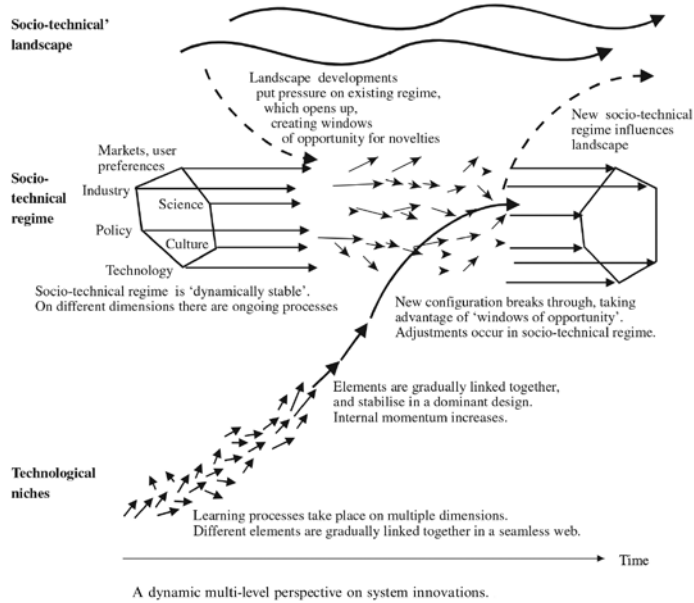 Socio-technical'
landscape
Landscape developments
put pressure on existing regime,
which opens up,
creating windows
of opportunity for novelties
New socio-technical
regime influences
landscape
Markets, user
preferences
Socio-
technical
regime
Industry
Science
Policy
Culture
Technology
Socio-technical regime is ‘dynamically stable’.
On different dimensions there are ongoing processes
New configuration breaks through, taking
advantage of ‘windows of opportunity’.
Adjustments occur in socio-technical regime.
Elements are gradually linked together,
and stabilise in a dominant design.
Internal momentum increases.
Technological
niches
Learning processes take place on multiple dimensions.
Different elements are gradually linked together in a seamless web.
Time
A dynamic multi-level perspective on system innovations.